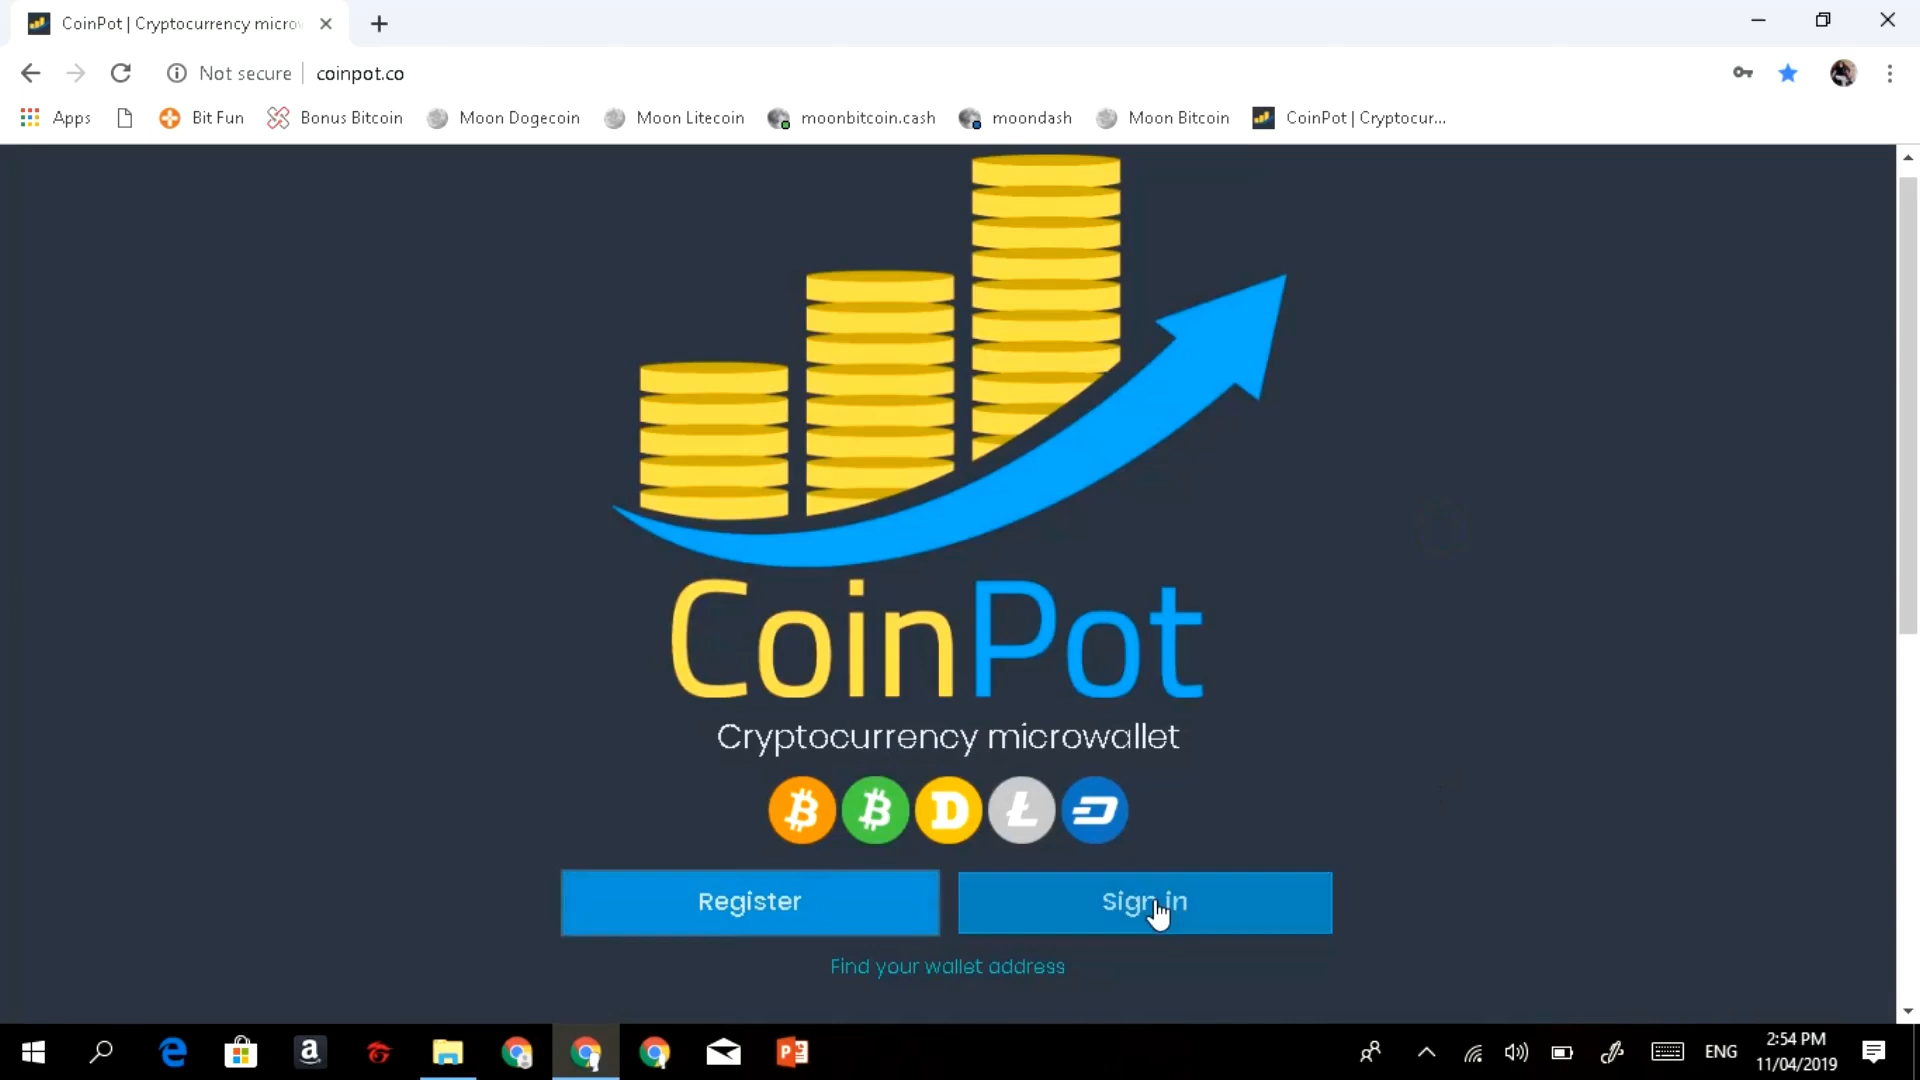 CoinPot | Cryptocurrency micro
Not secure | coinpot.co
Apps
Bit Fun
Bonus Bitcoin
Moon Dogecoin
Moon Litecoin
moonbitcoin.cash
moondash
Moon Bitcoin
CoinPot | Cryptocur...
CoinPot
Cryptocurrency microwallet
Register
Sign in
Find your wallet address
ENG
2:54 PM
11/04/2019